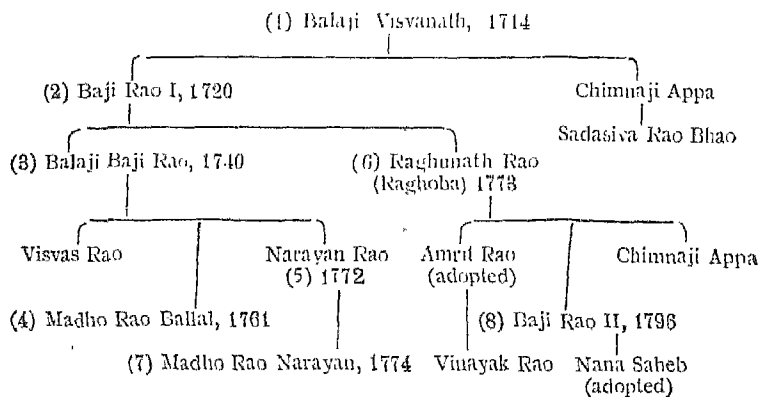 (1) Balaji Visvanath, 1714
(2) Baji Rao I, 1720 Chimnaji Appa
Sadasiva Rao Bhao
(3) Balaji Baji Rao, 1740 (6) Raghunath Rao
(Raghoba) 1773
Visvas Rao Narayan Rao Amrit Rao Chimnaji Appa
(5) 1772 (adopted)
(4) Madho Rao Ballal, 1761 (8) Baji Rao II, 1796
(7) Madho Rao Narayan, 1774 Vinayak Rao Nana Saheb
(adopted)